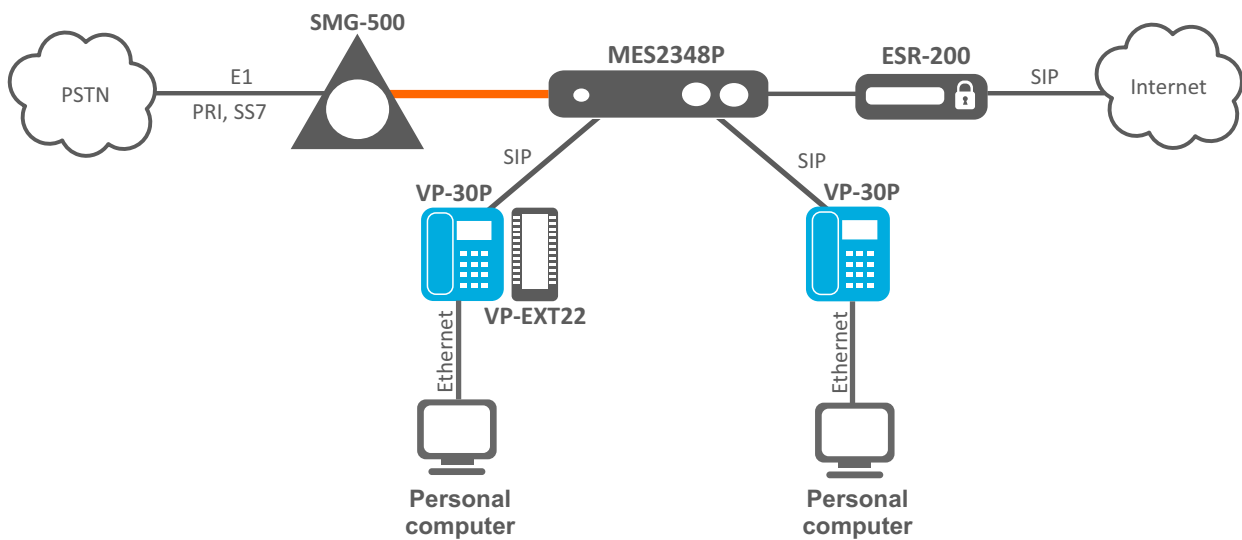 SMG-500
MES2348P
ESR-200
PSTN
E1
PRI, SS7
SIP
Internet
SIP
SIP
VP-30P
VP-30P
VP-EXT22
Ethernet
Ethernet
Personal
computer
Personal
computer